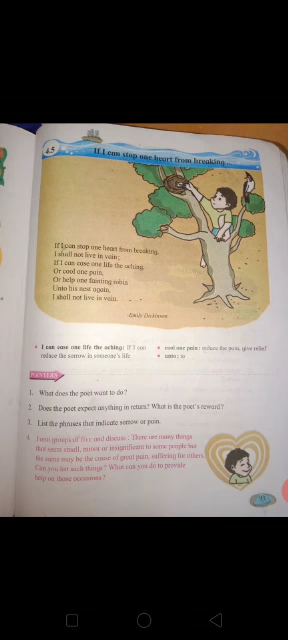 4.5
If I can stop one heart from breaking ...
If I can stop one heart from breaking,
I shall not live in vain;
If I can ease one life the aching,
Or cool one pain,
Or help one fainting robin
Unto his nest again,
I shall not live in vain.
-Emily Dickinson
• I can ease one life the aching: If I can
reduce the sorrow in someone's life
• cool one pain: reduce the pain, give relief
• unto: to
POINTERS
1. What does the poet want to do?
2. Does the poet expect anything in return? What is the poet's reward?
3. List the phrases that indicate sorrow or pain.
4. Form groups of five and discuss: There are many things
that seem small, minor or insignificant to some people but
the same may be the cause of great pain, suffering for others.
Can you list such things? What can you do to provide
help on those occasions?